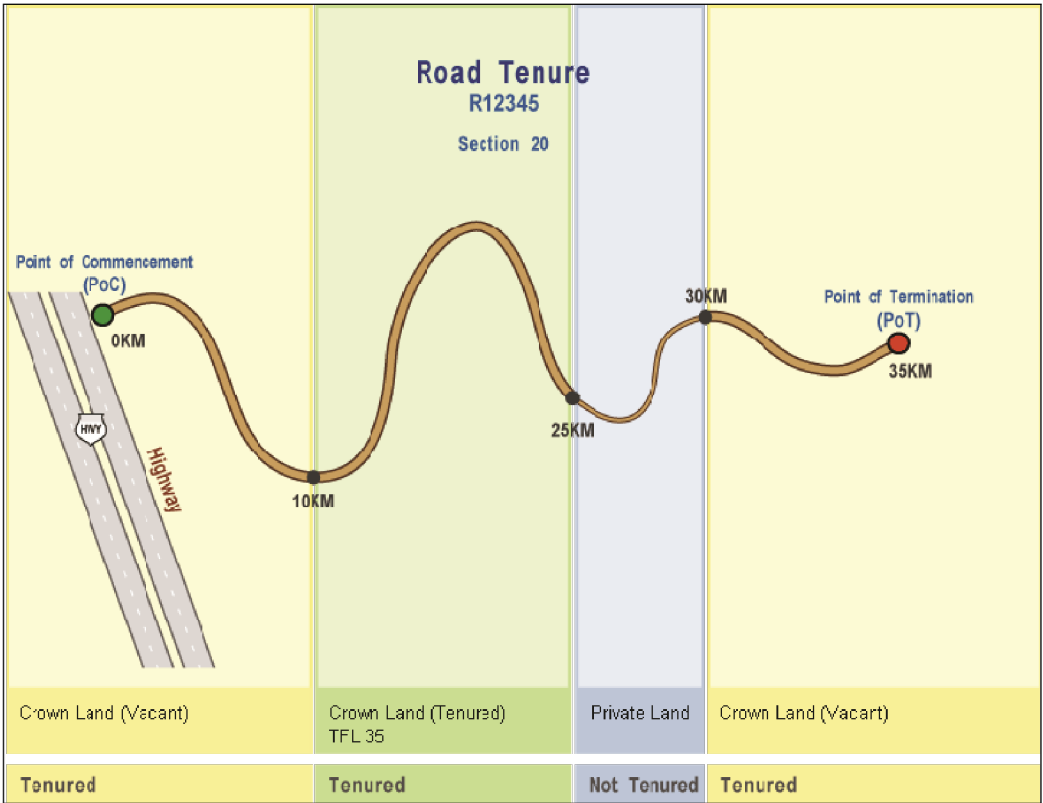 Road Tenure
R12345
Section 20
Point of Commencement
(PoC)
0KM
HWY
Highway
10KM
25KM
30KM
Point of Termination
(PoT)
35KM
Crown Land (Vacant)
Crown Land (Tenured)
TFL 35
Private Land
Crown Land (Vacart)
Tenured
Tenured
Not Tenured
Tenured